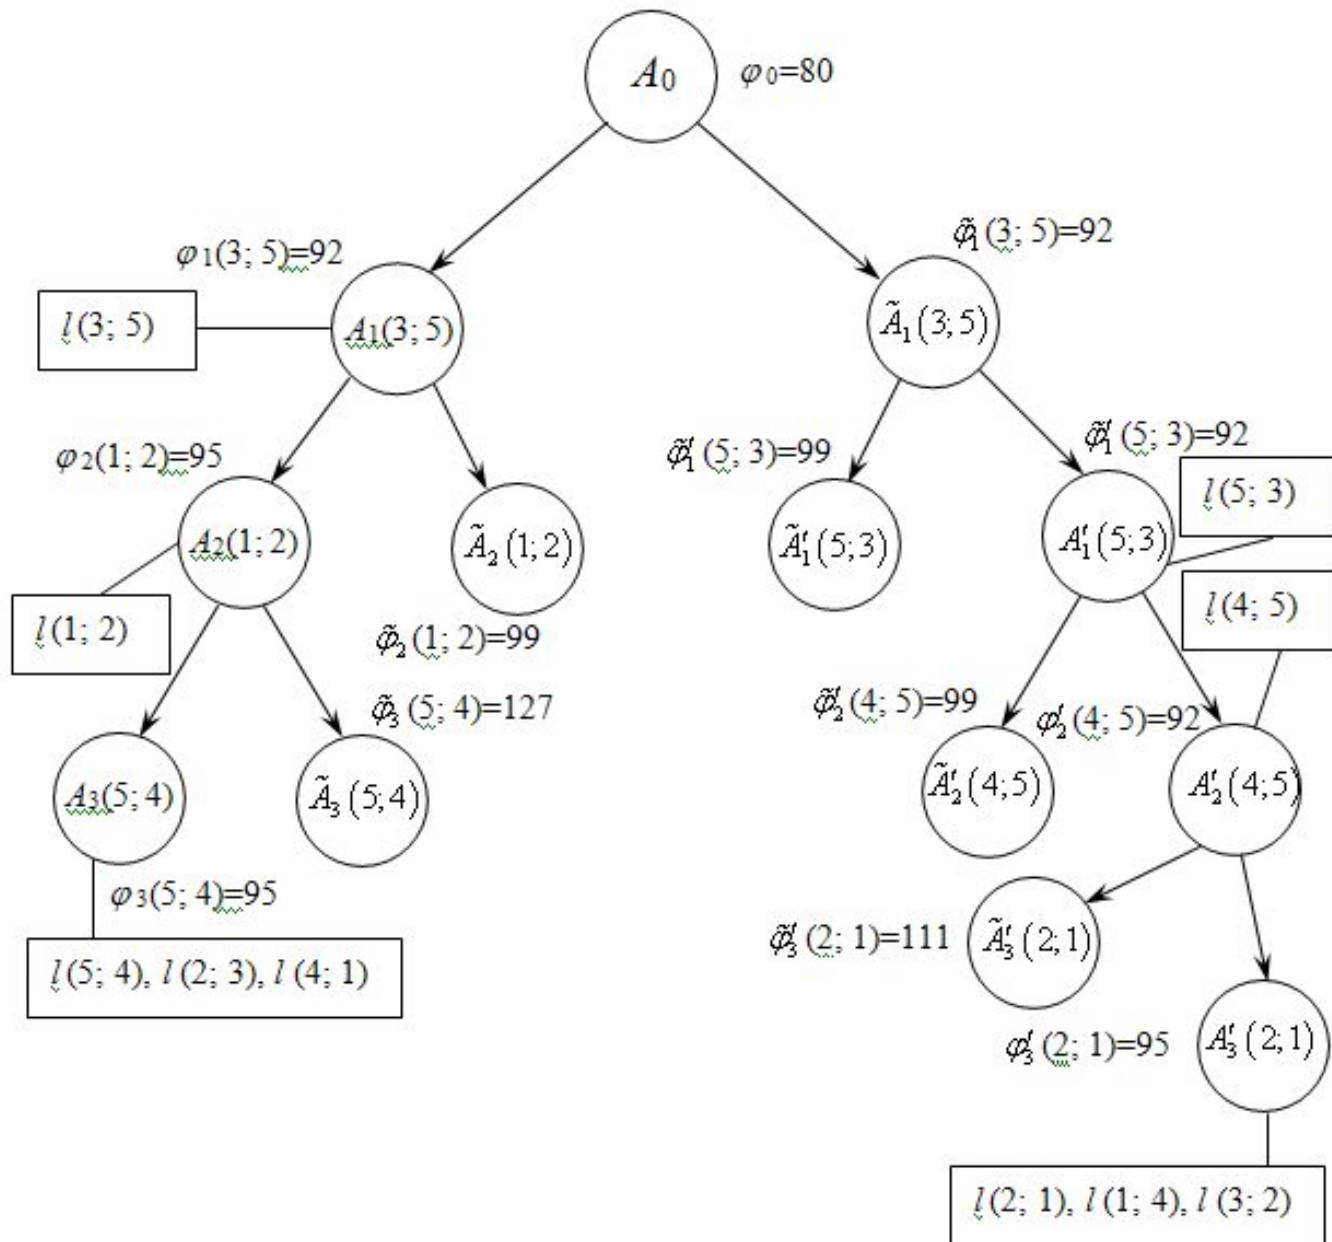 A₀ φ₀=80
φ₁(3; 5)=92
φ̃₁(3; 5)=92
l(3; 5)
A₁(3; 5)
Ã₁(3;5)
φ₂(1; 2)=95
φ̃′₁(5; 3)=99
φ̃′₁(5; 3)=92
l(5; 3)
A₂(1; 2)
Ã₂(1;2)
Ã′₁(5;3)
A′₁(5;3)
l(1; 2)
l(4; 5)
φ̃₂(1; 2)=99
φ̃₃(5; 4)=127
φ̃′₂(4; 5)=99
φ′₂(4; 5)=92
A₃(5; 4)
Ã₃(5;4)
Ã′₂(4;5)
A′₂(4;5)
φ₃(5; 4)=95
φ̃′₃(2; 1)=111
Ã′₃(2;1)
l(5; 4), l(2; 3), l(4; 1)
φ′₃(2; 1)=95
A′₃(2;1)
l(2; 1), l(1; 4), l(3; 2)